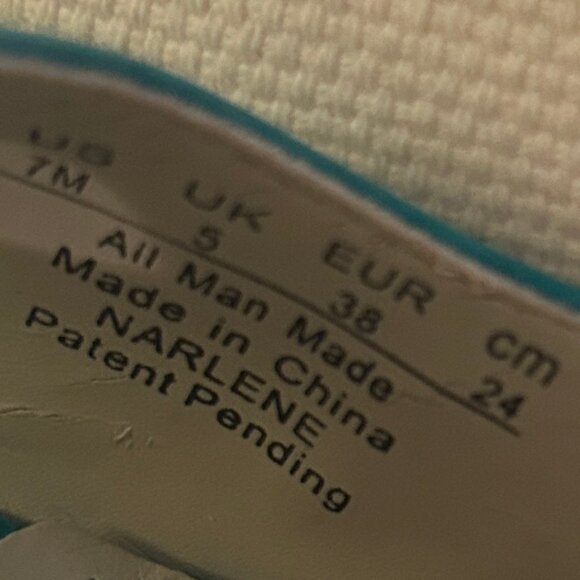 US UK EUR cm
7M 5 38 24
All Man Made
Made in China
NARLENE
Patent Pending